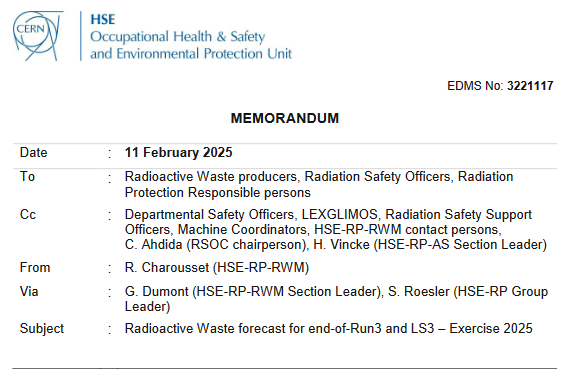 CERN
HSE
Occupational Health & Safety
and Environmental Protection Unit
EDMS No: 3221117
MEMORANDUM
Date : 11 February 2025
To : Radioactive Waste producers, Radiation Safety Officers, Radiation
Protection Responsible persons
Cc : Departmental Safety Officers, LEXGLIMOS, Radiation Safety Support
Officers, Machine Coordinators, HSE-RP-RWM contact persons,
C. Ahdida (RSOC chairperson), H. Vincke (HSE-RP-AS Section Leader)
From : R. Charousset (HSE-RP-RWM)
Via : G. Dumont (HSE-RP-RWM Section Leader), S. Roesler (HSE-RP Group
Leader)
Subject : Radioactive Waste forecast for end-of-Run3 and LS3 – Exercise 2025